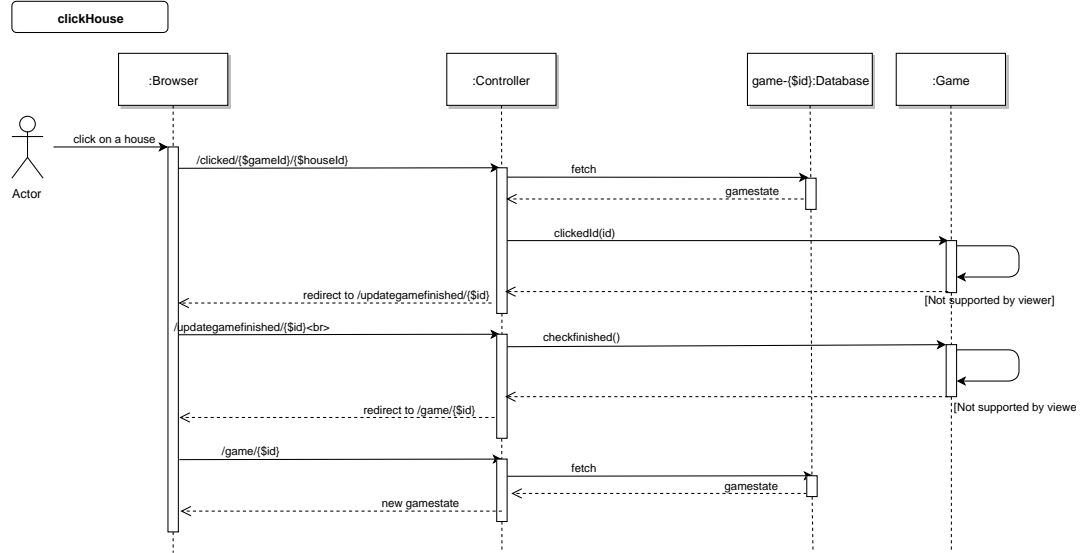 clickHouse
:Browser
:Controller
game-{$id}:Database
:Game
click on a house
/clicked/{$gameId}/{$houseId}
fetch
Actor
gamestate
clickedId(id)
redirect to /updategamefinished/{$id}
[Not supported by viewer]
/updategamefinished/{$id}<br>
checkfinished()
redirect to /game/{$id}
[Not supported by viewe
/game/{$id}
fetch
gamestate
new gamestate